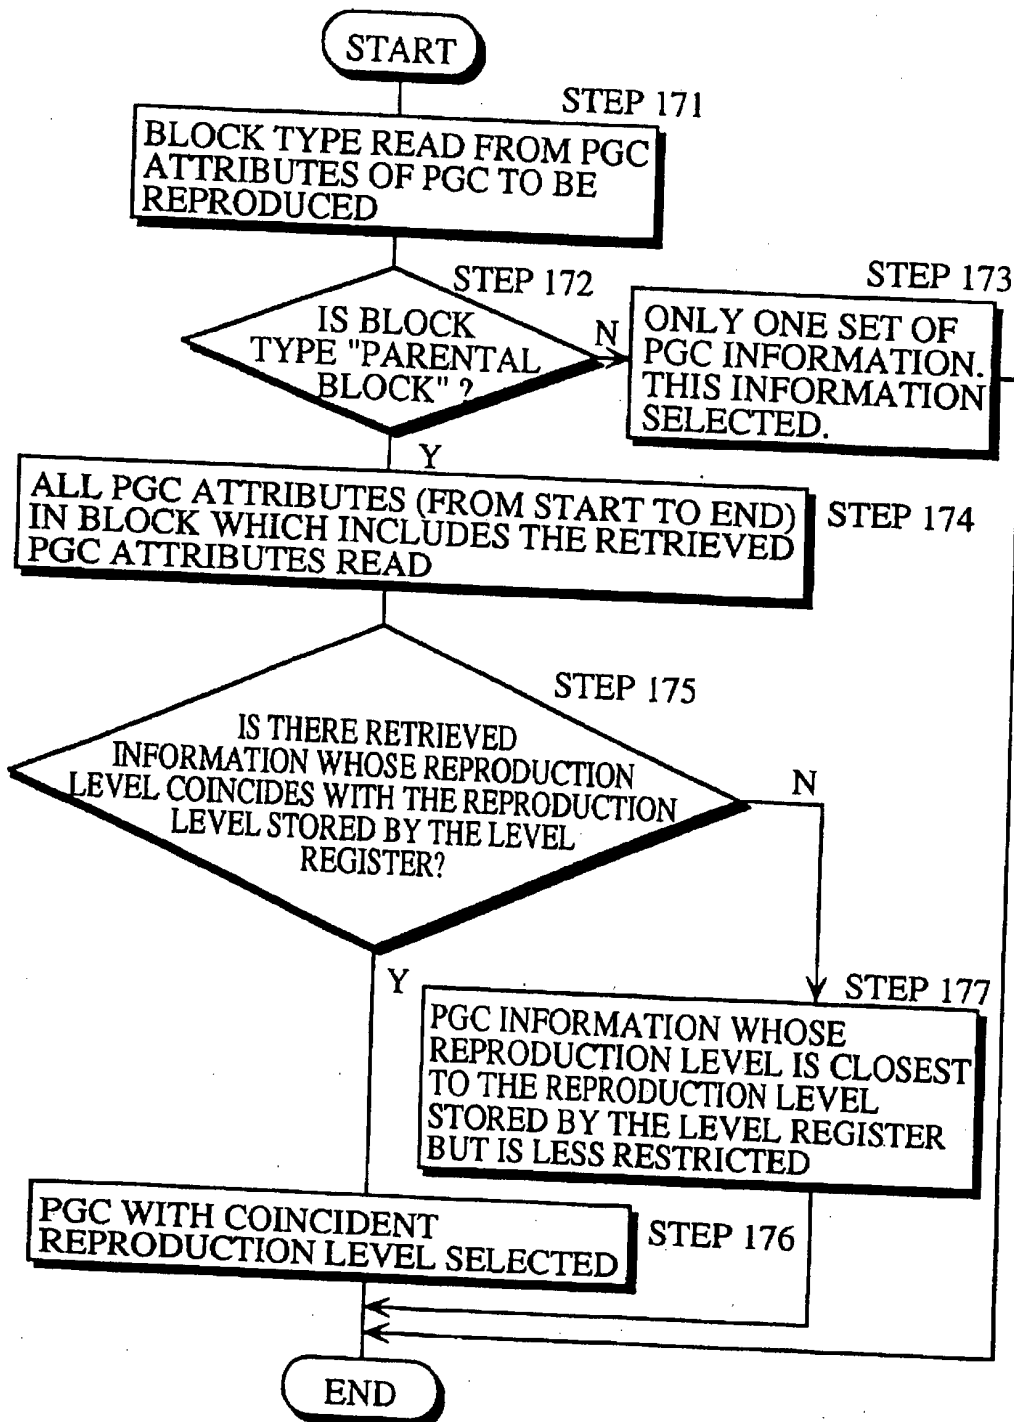 START
STEP 171
BLOCK TYPE READ FROM PGC
ATTRIBUTES OF PGC TO BE
REPRODUCED
STEP 172
IS BLOCK
TYPE "PARENTAL
BLOCK" ?
N
STEP 173
ONLY ONE SET OF
PGC INFORMATION.
THIS INFORMATION
SELECTED.
Y
ALL PGC ATTRIBUTES (FROM START TO END)
IN BLOCK WHICH INCLUDES THE RETRIEVED
PGC ATTRIBUTES READ
STEP 174
STEP 175
IS THERE RETRIEVED
INFORMATION WHOSE REPRODUCTION
LEVEL COINCIDES WITH THE REPRODUCTION
LEVEL STORED BY THE LEVEL
REGISTER?
N
Y
STEP 177
PGC INFORMATION WHOSE
REPRODUCTION LEVEL IS CLOSEST
TO THE REPRODUCTION LEVEL
STORED BY THE LEVEL REGISTER
BUT IS LESS RESTRICTED
PGC WITH COINCIDENT
REPRODUCTION LEVEL SELECTED
STEP 176
END